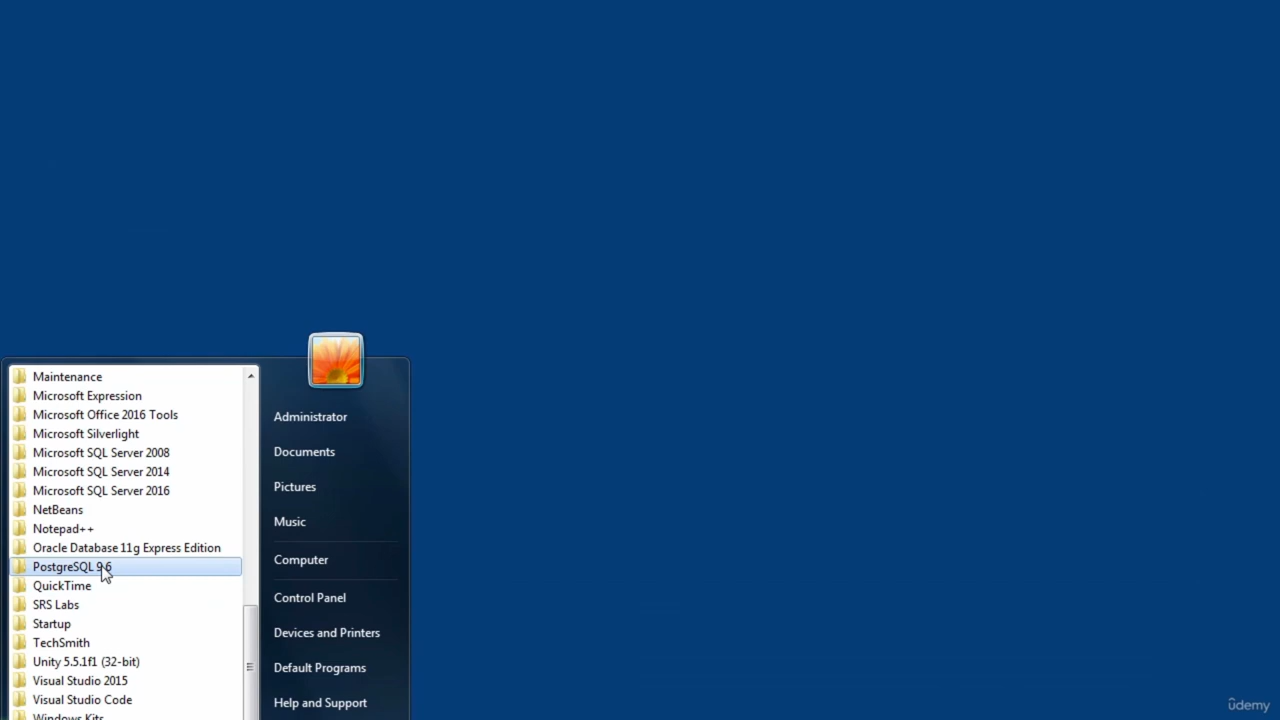 Maintenance
Microsoft Expression
Microsoft Office 2016 Tools
Microsoft Silverlight
Microsoft SQL Server 2008
Microsoft SQL Server 2014
Microsoft SQL Server 2016
NetBeans
Notepad++
Oracle Database 11g Express Edition
PostgreSQL 9.6
QuickTime
SRS Labs
Startup
TechSmith
Unity 5.5.1f1 (32-bit)
Visual Studio 2015
Visual Studio Code
Windows Kits
Administrator
Documents
Pictures
Music
Computer
Control Panel
Devices and Printers
Default Programs
Help and Support
ûdemy